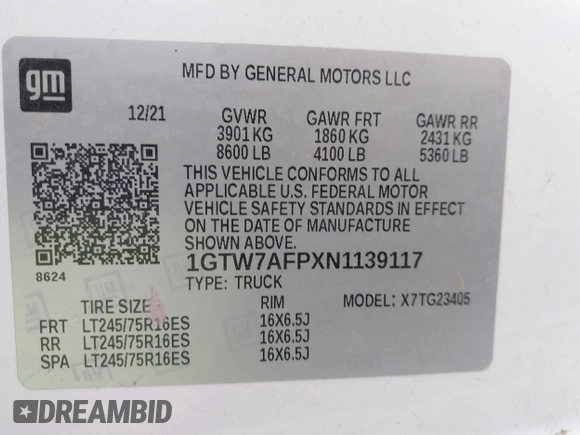 gm
MFD BY GENERAL MOTORS LLC
12/21 GVWR GAWR FRT GAWR RR
3901 KG 1860 KG 2431 KG
8600 LB 4100 LB 5360 LB
THIS VEHICLE CONFORMS TO ALL
APPLICABLE U.S. FEDERAL MOTOR
VEHICLE SAFETY STANDARDS IN EFFECT
ON THE DATE OF MANUFACTURE
SHOWN ABOVE.
8624
1GTW7AFPXN1139117
TYPE: TRUCK
TIRE SIZE RIM MODEL: X7TG23405
FRT LT245/75R16ES 16X6.5J
RR LT245/75R16ES 16X6.5J
SPA LT245/75R16ES 16X6.5J
DREAMBID